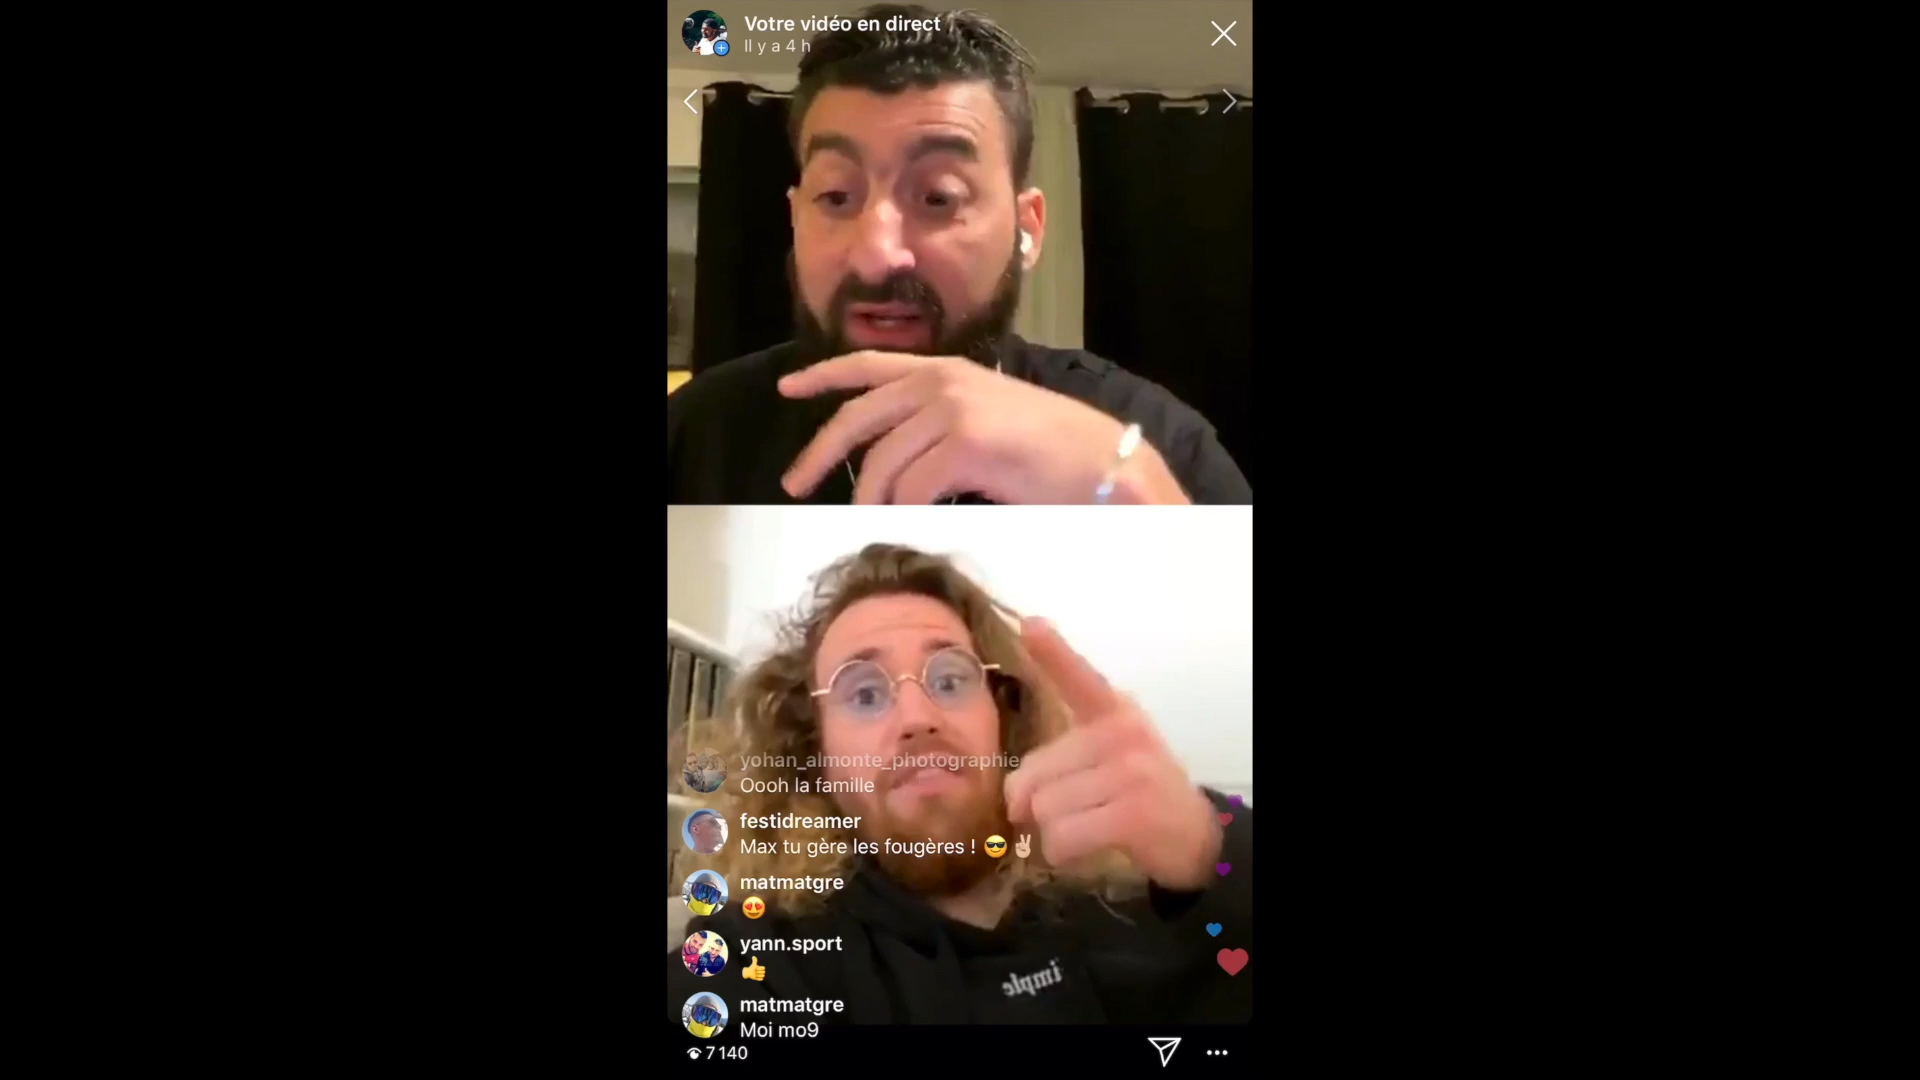 Votre vidéo en direct
Il y a 4 h
yohan_almonte_photographie
Oooh la famille
festidreamer
Max tu gère les fougères ! 😎✌🏻
matmatgre
😍
yann.sport
👍
imple
matmatgre
Moi mo9
7 140